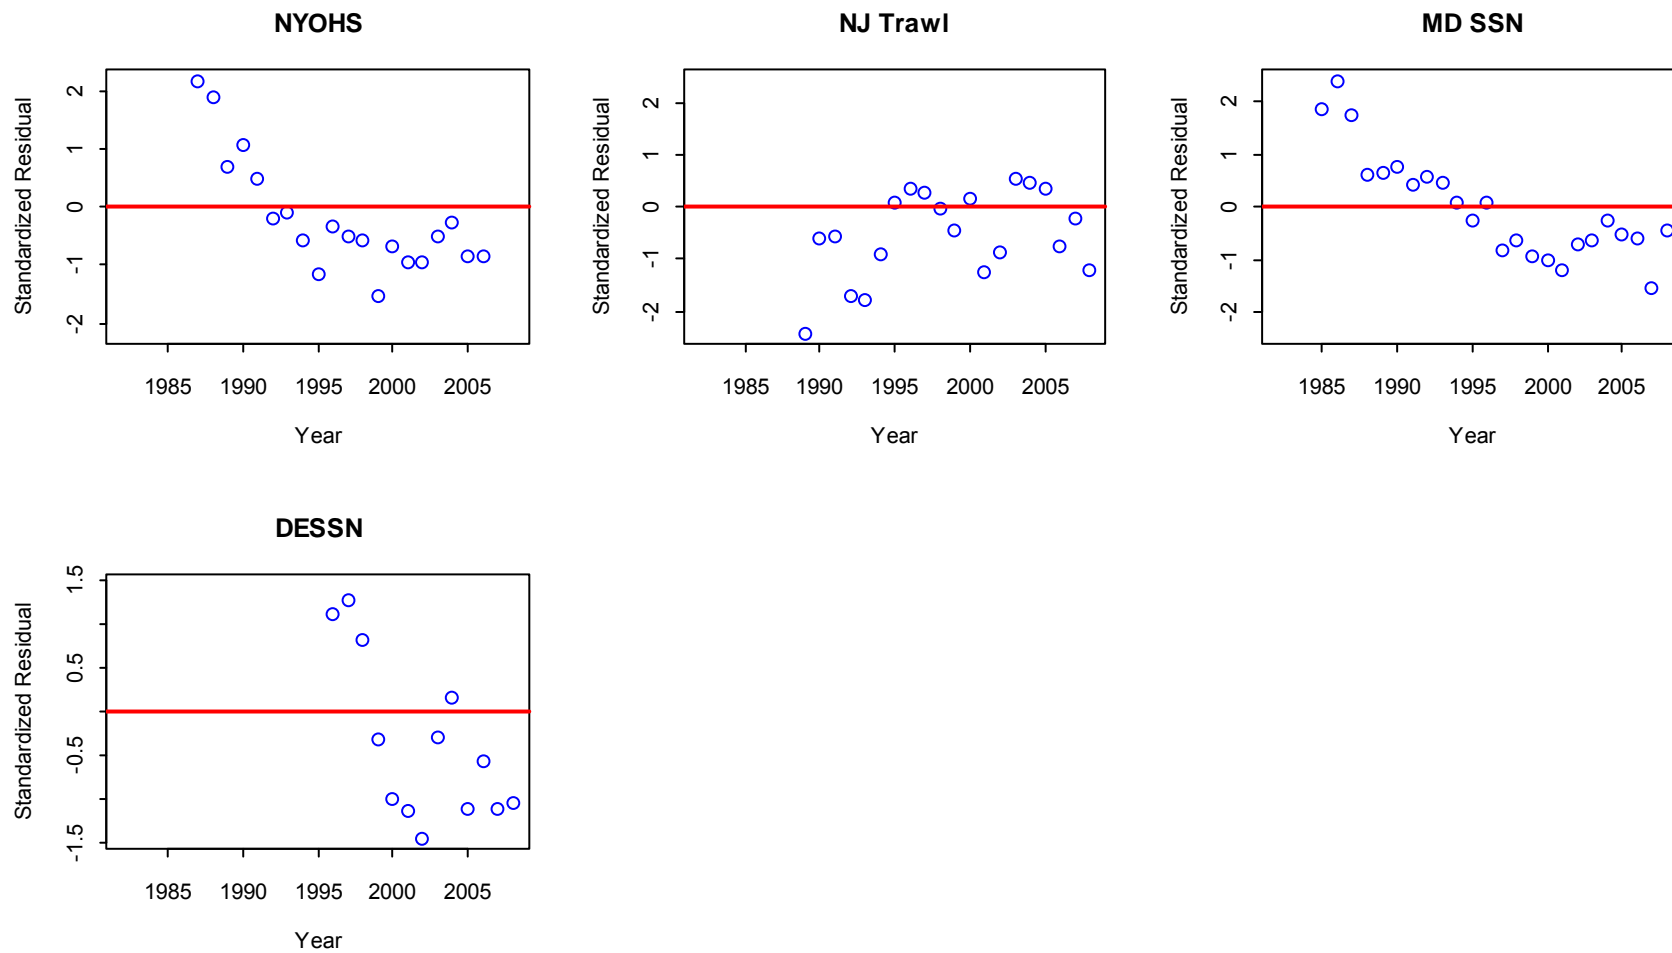 NYOHS
NJ Trawl
MD SSN
Standardized Residual
2
1
0
-1
-2
1985 1990 1995 2000 2005
Year
Standardized Residual
2
1
0
-1
-2
1985 1990 1995 2000 2005
Year
Standardized Residual
2
1
0
-1
-2
1985 1990 1995 2000 2005
Year
DESSN
Standardized Residual
1.5
0.5
-0.5
-1.5
1985 1990 1995 2000 2005
Year